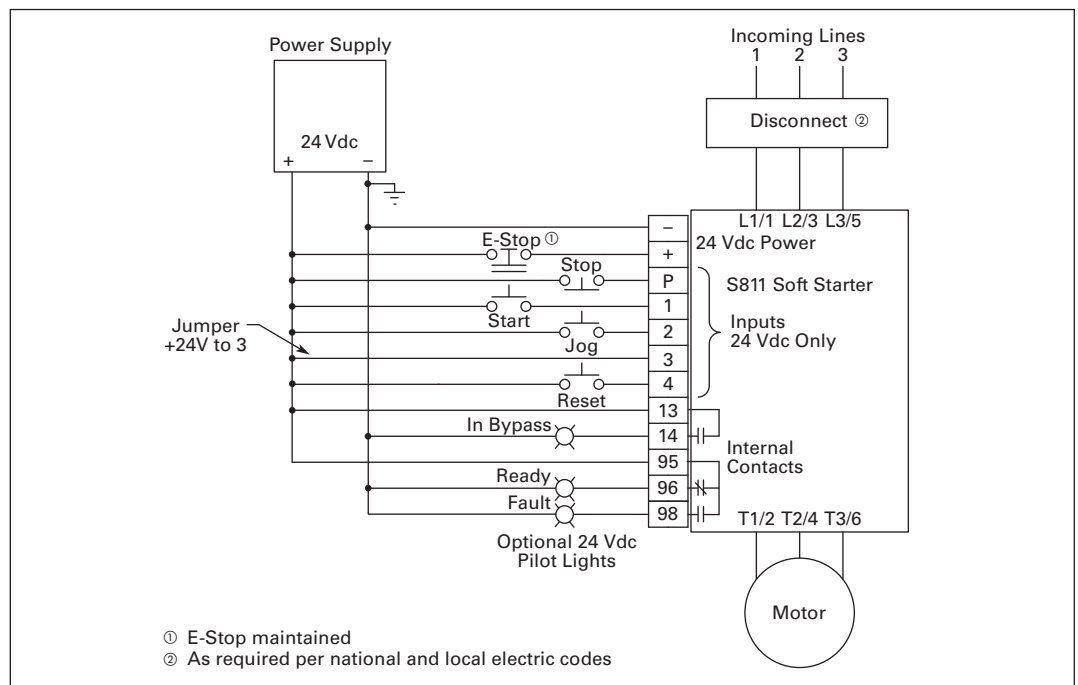 Power Supply
24 Vdc
+ –
Incoming Lines
1 2 3
Disconnect ②
L1/1 L2/3 L3/5
–
24 Vdc Power
E-Stop ①
+
Stop
P
S811 Soft Starter
Start
1
Inputs
24 Vdc Only
Jumper
+24V to 3
Jog
2
3
Reset
4
13
In Bypass
14
Internal
Contacts
95
Ready
96
Fault
98
Optional 24 Vdc
Pilot Lights
T1/2 T2/4 T3/6
Motor
① E-Stop maintained
② As required per national and local electric codes